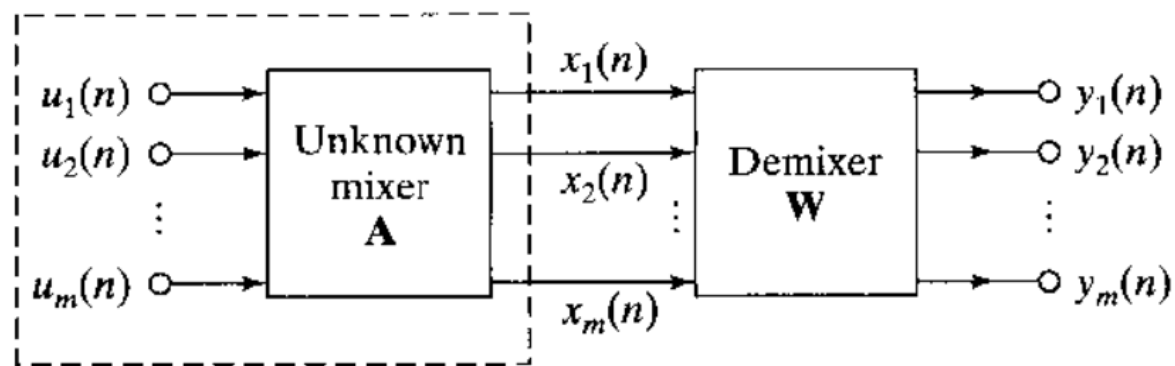 u₁(n)
u₂(n)
⋮
uₘ(n)
Unknown
mixer
A
x₁(n)
x₂(n)
⋮
xₘ(n)
Demixer
W
y₁(n)
y₂(n)
⋮
yₘ(n)